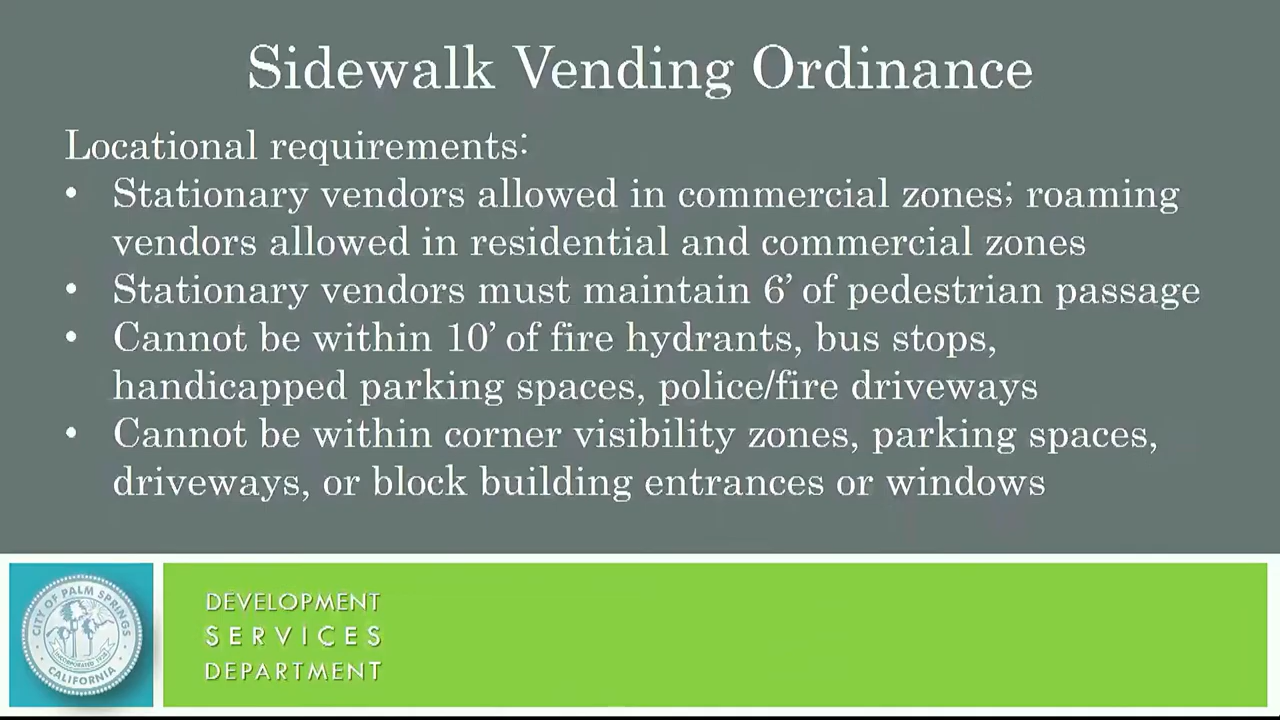 Sidewalk Vending Ordinance
Locational requirements:
• Stationary vendors allowed in commercial zones; roaming
vendors allowed in residential and commercial zones
• Stationary vendors must maintain 6’ of pedestrian passage
• Cannot be within 10’ of fire hydrants, bus stops,
handicapped parking spaces, police/fire driveways
• Cannot be within corner visibility zones, parking spaces,
driveways, or block building entrances or windows
CITY OF PALM SPRINGS
CALIFORNIA
DEVELOPMENT
SERVICES
DEPARTMENT